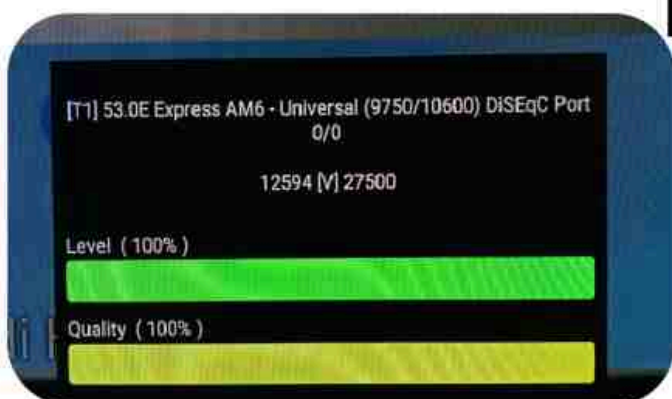 [T1] 53.0E Express AM6 - Universal (9750/10600) DiSEqC Port
0/0
12594 [V] 27500
Level ( 100% )
Quality ( 100% )